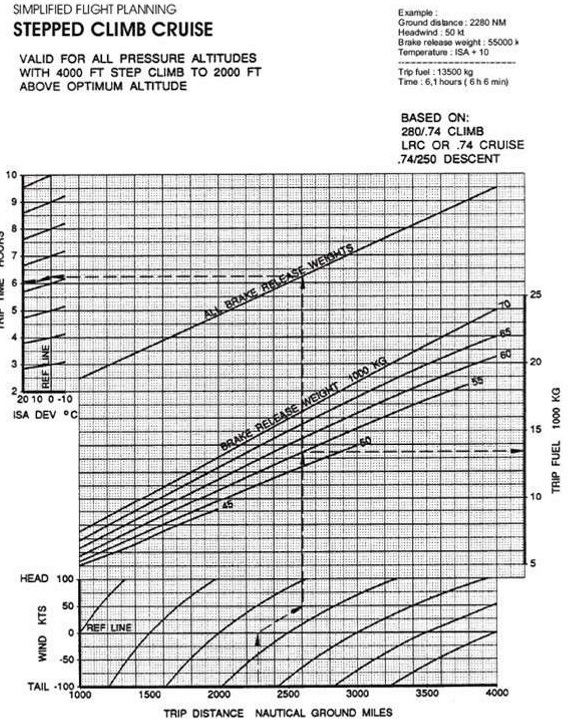 SIMPLIFIED FLIGHT PLANNING
STEPPED CLIMB CRUISE
VALID FOR ALL PRESSURE ALTITUDES
WITH 4000 FT STEP CLIMB TO 2000 FT
ABOVE OPTIMUM ALTITUDE
Example :
Ground distance : 2280 NM
Headwind : 50 kt
Brake release weight : 55000 k
Temperature : ISA + 10
Trip fuel : 13500 kg
Time : 6,1 hours ( 6 h 6 min)
BASED ON:
280/.74 CLIMB
LRC OR .74 CRUISE
.74/250 DESCENT
10
9
8
7
6
5
4
3
2
TRIP TIME HOURS
REF LINE
20 10 0 -10
ISA DEV °C
ALL BRAKE RELEASE WEIGHTS
BRAKE RELEASE WEIGHT 1000 KG
70
65
60
55
50
45
25
20
15
10
5
TRIP FUEL 1000 KG
HEAD 100
50
0
-50
TAIL -100
WIND KTS
REF LINE
1000 1500 2000 2500 3000 3500 4000
TRIP DISTANCE NAUTICAL GROUND MILES